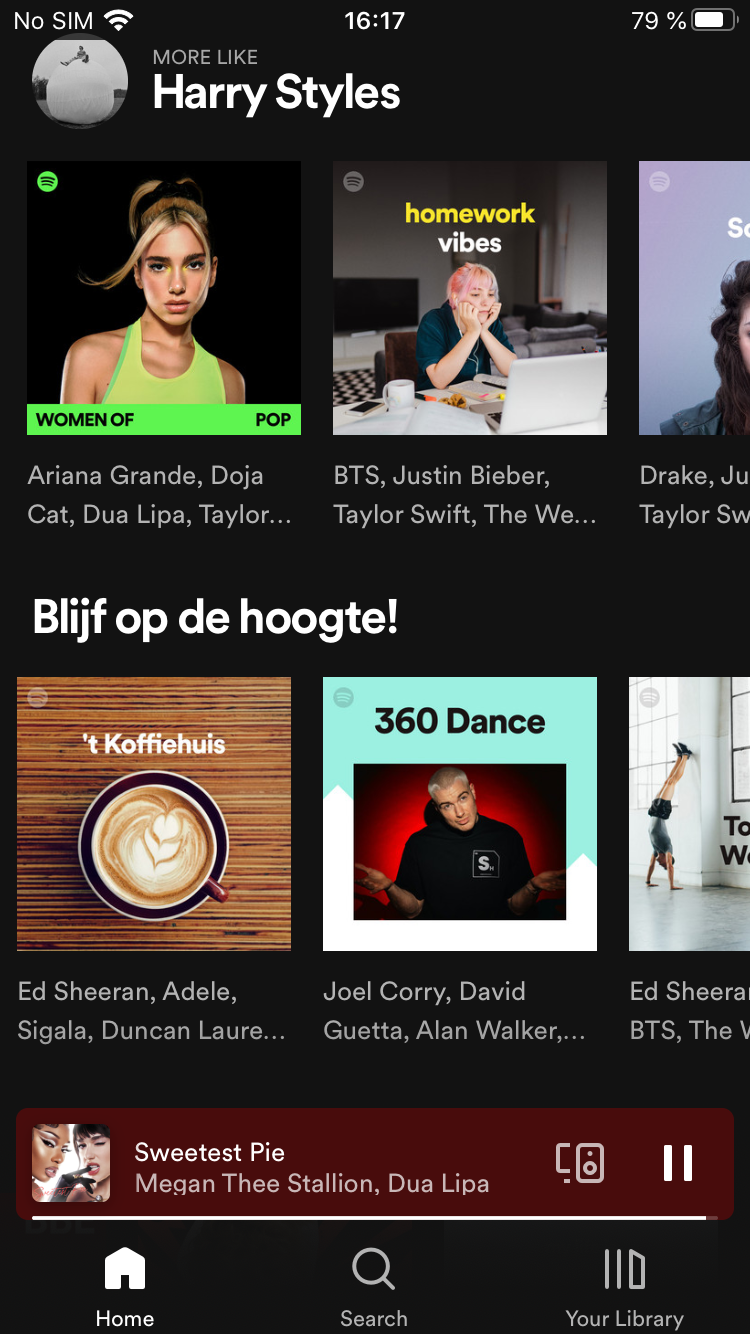 No SIM 16:17 79 %
MORE LIKE
Harry Styles
homework
vibes
WOMEN OF POP
Ariana Grande, Doja
Cat, Dua Lipa, Taylor...
BTS, Justin Bieber,
Taylor Swift, The We...
Drake, Ju
Taylor Sw
Blijf op de hoogte!
't Koffiehuis
360 Dance
S
To
Ed Sheeran, Adele,
Sigala, Duncan Laure...
Joel Corry, David
Guetta, Alan Walker,...
Ed Sheera
BTS, The
Sweetest Pie
Megan Thee Stallion, Dua Lipa
Home
Search
Your Library